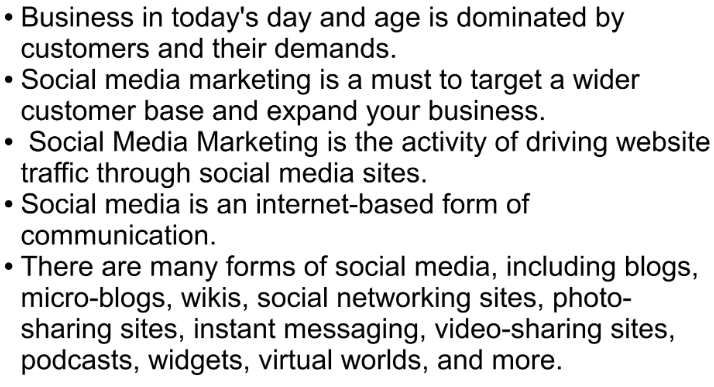 • Business in today's day and age is dominated by
customers and their demands.
• Social media marketing is a must to target a wider
customer base and expand your business.
• Social Media Marketing is the activity of driving website
traffic through social media sites.
• Social media is an internet-based form of
communication.
• There are many forms of social media, including blogs,
micro-blogs, wikis, social networking sites, photo-
sharing sites, instant messaging, video-sharing sites,
podcasts, widgets, virtual worlds, and more.